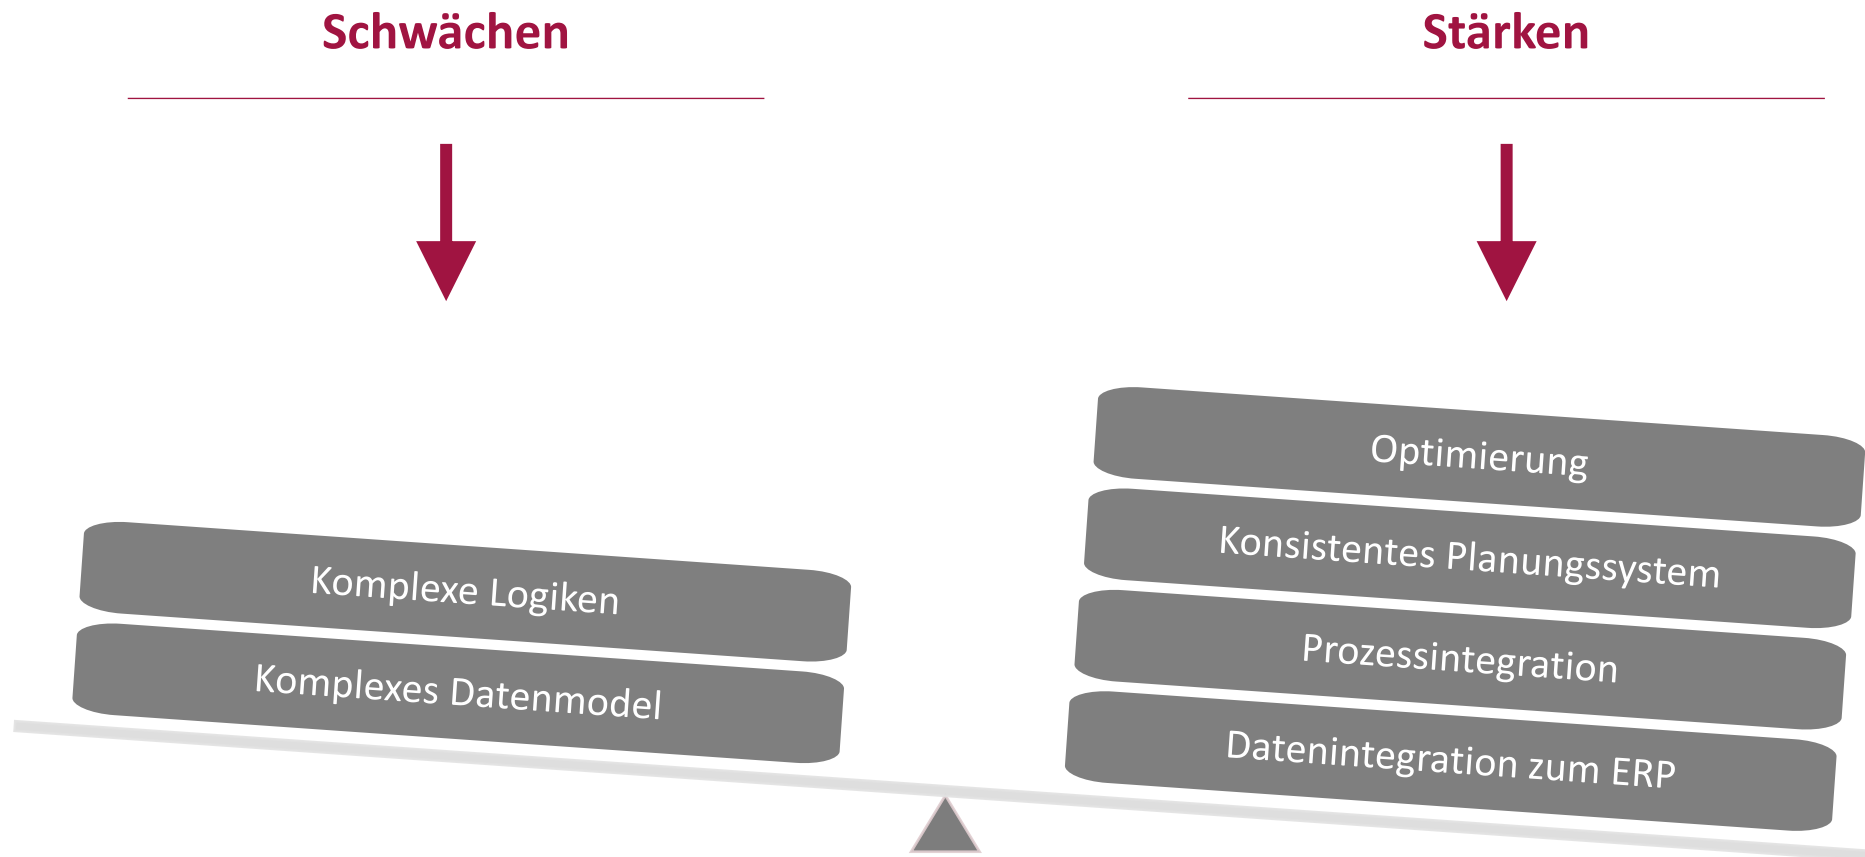 Schwächen
Stärken
Komplexe Logiken
Komplexes Datenmodel
Optimierung
Konsistentes Planungssystem
Prozessintegration
Datenintegration zum ERP